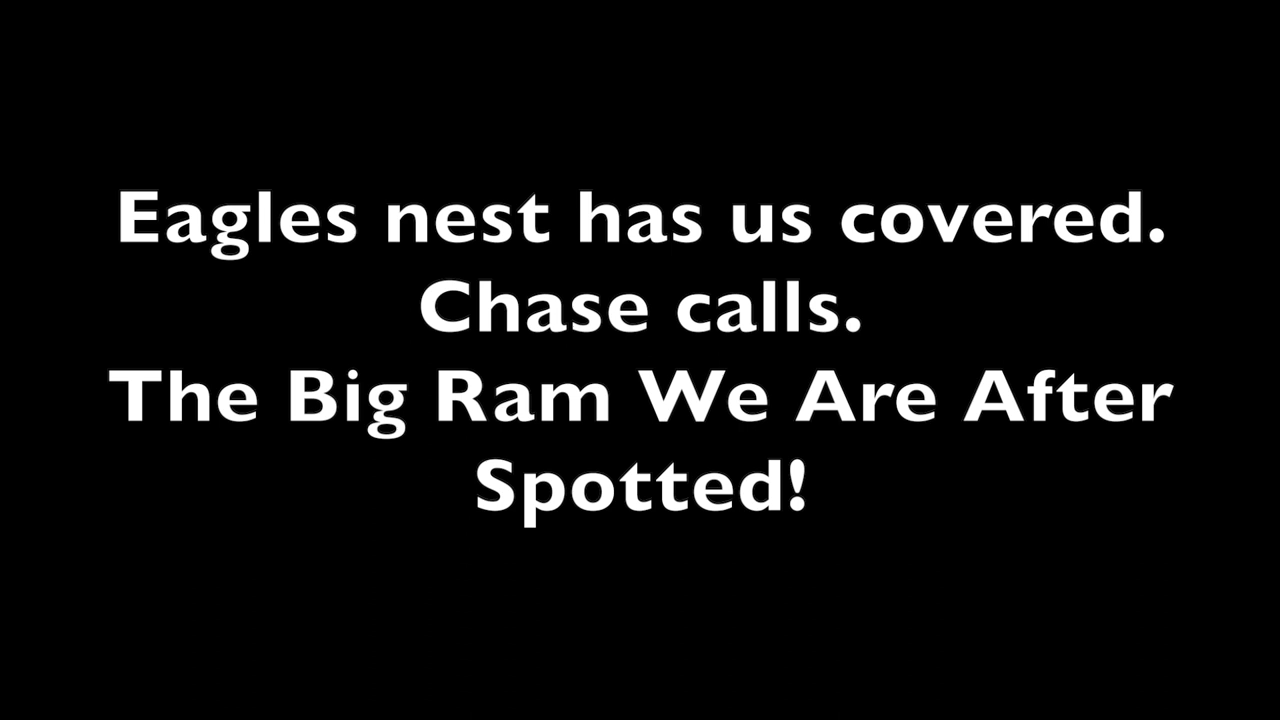 Eagles nest has us covered.
Chase calls.
The Big Ram We Are After
Spotted!